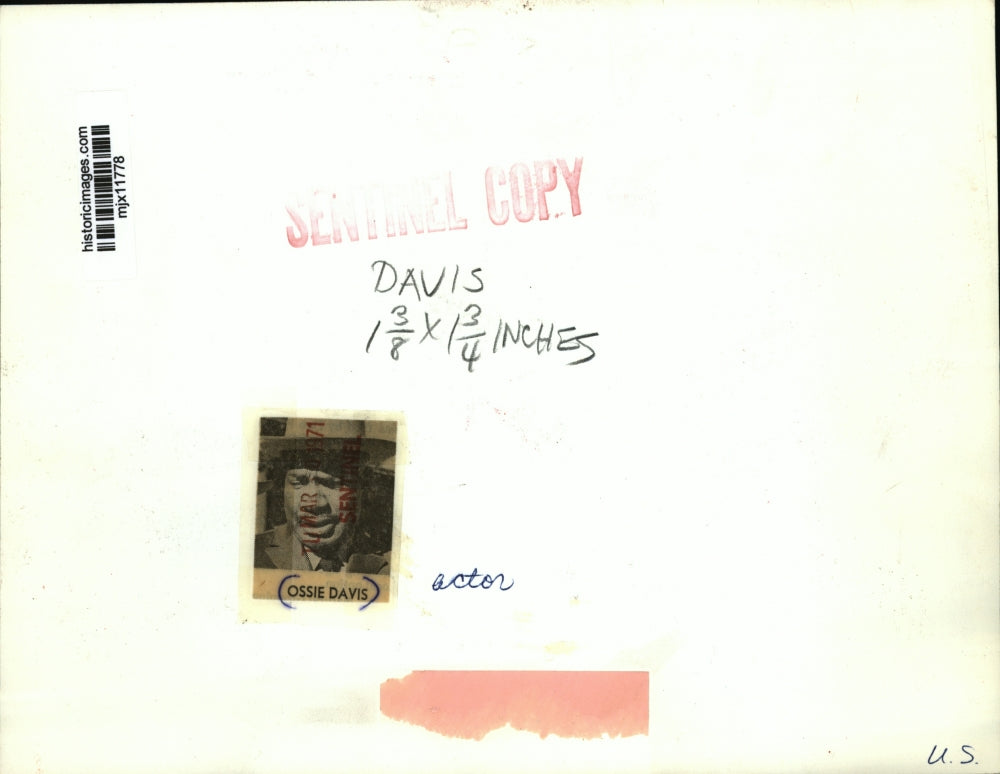 historicimages.com
mjx11778
SENTINEL COPY
DAVIS
1 3/8 X 1 3/4 INCHES
MAR 1971
SENTINEL
(OSSIE DAVIS)
actor
U.S.